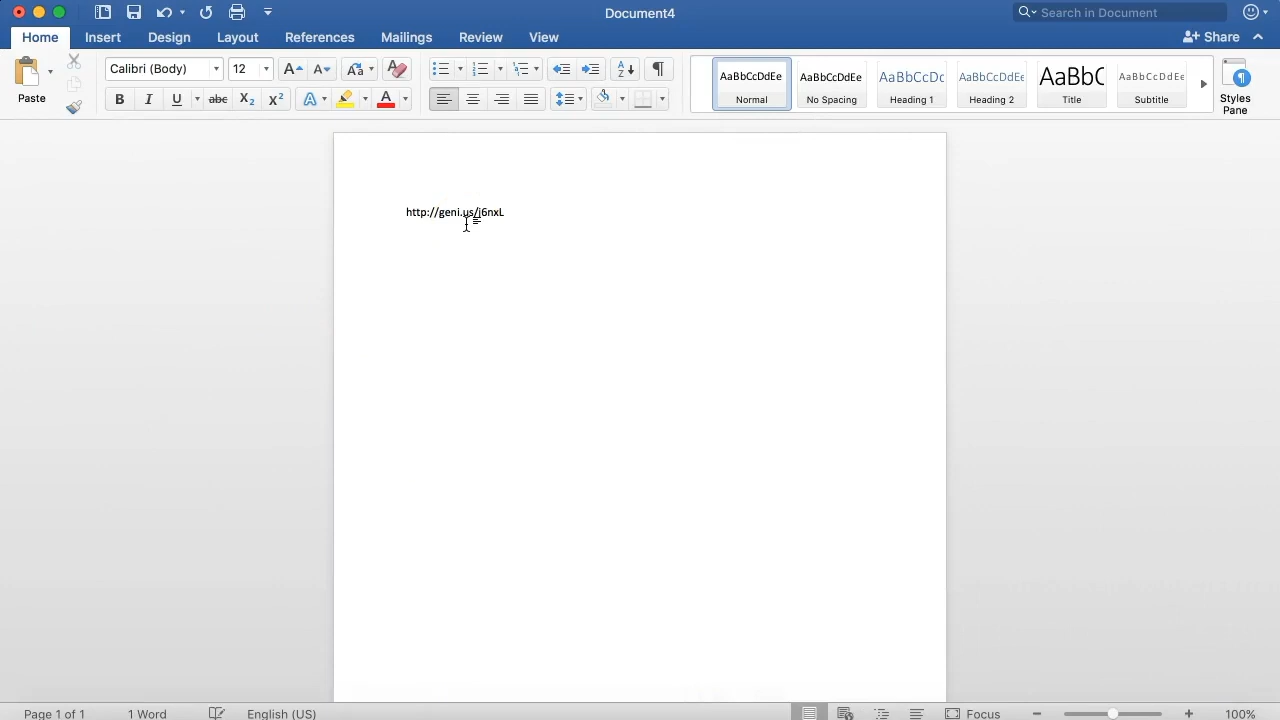 Document4
Search in Document
Home Insert Design Layout References Mailings Review View Share
Calibri (Body) 12
AaBbCcDdEe AaBbCcDdEe AaBbCcDc AaBbCcDdEe AaBbC AaBbCcDdEe
Paste Normal No Spacing Heading 1 Heading 2 Title Subtitle Styles Pane
http://geni.us/j6nxL
Page 1 of 1 1 Word English (US) Focus 100%